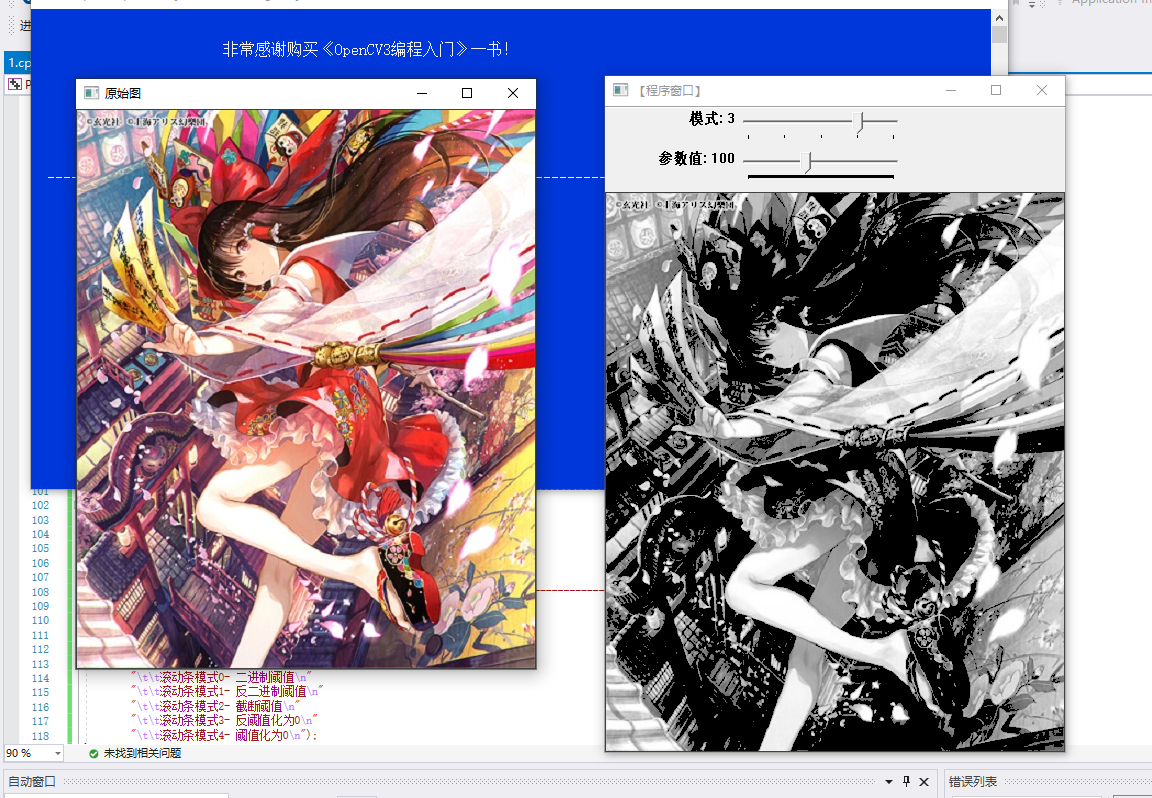 Application In
进
非常感谢购买《OpenCV3编程入门》一书!
1.cp
P
原始图
【程序窗口】
模式: 3
参数值: 100
©玄光社 ©上海アリス幻樂団
©玄光社 ©上海アリス幻樂団
101
102
103
104
105
106
107
108
109
110
111
112
113
114 "\t\t滚动条模式0- 二进制阈值\n"
115 "\t\t滚动条模式1- 反二进制阈值\n"
116 "\t\t滚动条模式2- 截断阈值\n"
117 "\t\t滚动条模式3- 反阈值化为0\n"
118 "\t\t滚动条模式4- 阈值化为0\n");
90 %
未找到相关问题
自动窗口
错误列表